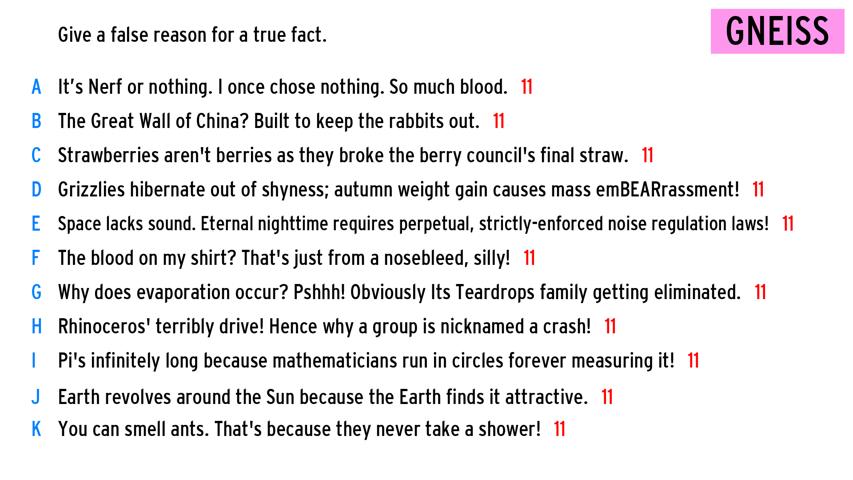 Give a false reason for a true fact.
GNEISS
A It's Nerf or nothing. I once chose nothing. So much blood. 11
B The Great Wall of China? Built to keep the rabbits out. 11
C Strawberries aren't berries as they broke the berry council's final straw. 11
D Grizzlies hibernate out of shyness; autumn weight gain causes mass emBEARrassment! 11
E Space lacks sound. Eternal nighttime requires perpetual, strictly-enforced noise regulation laws! 11
F The blood on my shirt? That's just from a nosebleed, silly! 11
G Why does evaporation occur? Pshhh! Obviously Its Teardrops family getting eliminated. 11
H Rhinoceros' terribly drive! Hence why a group is nicknamed a crash! 11
I Pi's infinitely long because mathematicians run in circles forever measuring it! 11
J Earth revolves around the Sun because the Earth finds it attractive. 11
K You can smell ants. That's because they never take a shower! 11